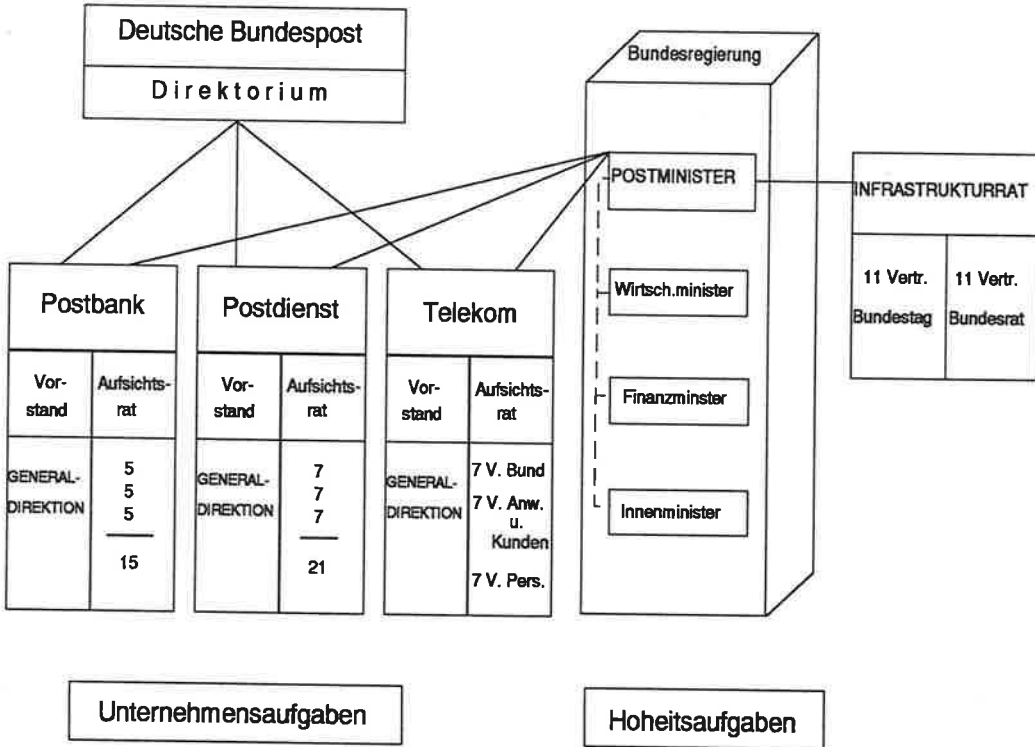 Deutsche Bundespost
Direktorium
Bundesregierung
POSTMINISTER
Wirtsch.minister
Finanzminster
Innenminister
INFRASTRUKTURRAT
11 Vertr.
Bundestag
11 Vertr.
Bundesrat
Postbank
Vor-
stand
Aufsichts-
rat
GENERAL-
DIREKTION
5
5
5
15
Postdienst
Vor-
stand
Aufsichts-
rat
GENERAL-
DIREKTION
7
7
7
21
Telekom
Vor-
stand
Aufsichts-
rat
GENERAL-
DIREKTION
7 V. Bund
7 V. Anw.
u.
Kunden
7 V. Pers.
Unternehmensaufgaben
Hoheitsaufgaben